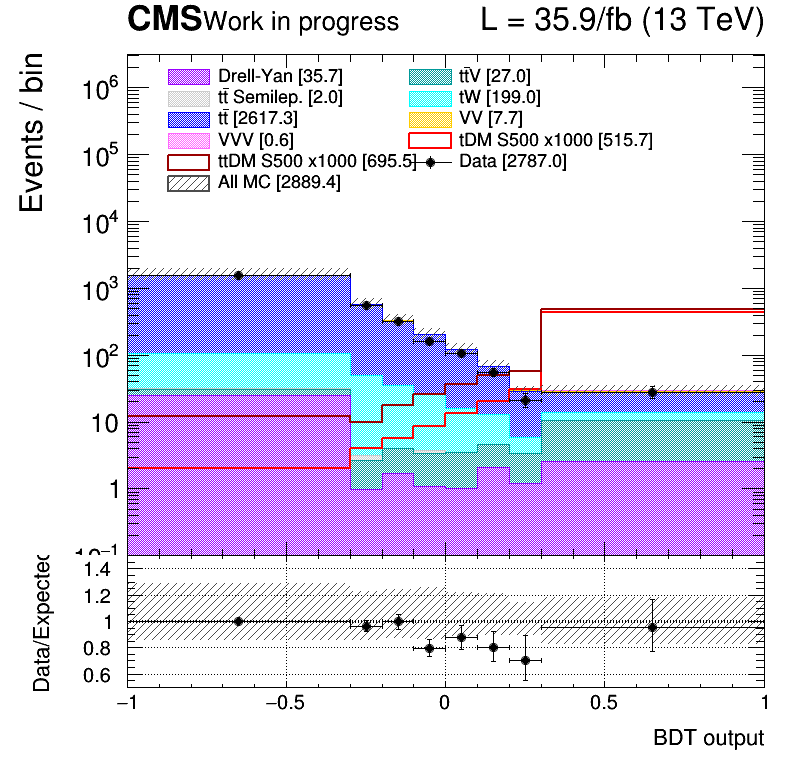 CMS Work in progress L = 35.9/fb (13 TeV)
Events / bin
Drell-Yan [35.7] tt̄V [27.0]
tt̄ Semilep. [2.0] tW [199.0]
tt̄ [2617.3] VV [7.7]
VVV [0.6] tDM S500 x1000 [515.7]
ttDM S500 x1000 [695.5] Data [2787.0]
All MC [2889.4]
10⁶
10⁵
10⁴
10³
10²
10
1
10⁻¹
Data/Expected
1.4
1.2
1
0.8
0.6
−1 −0.5 0 0.5 1
BDT output